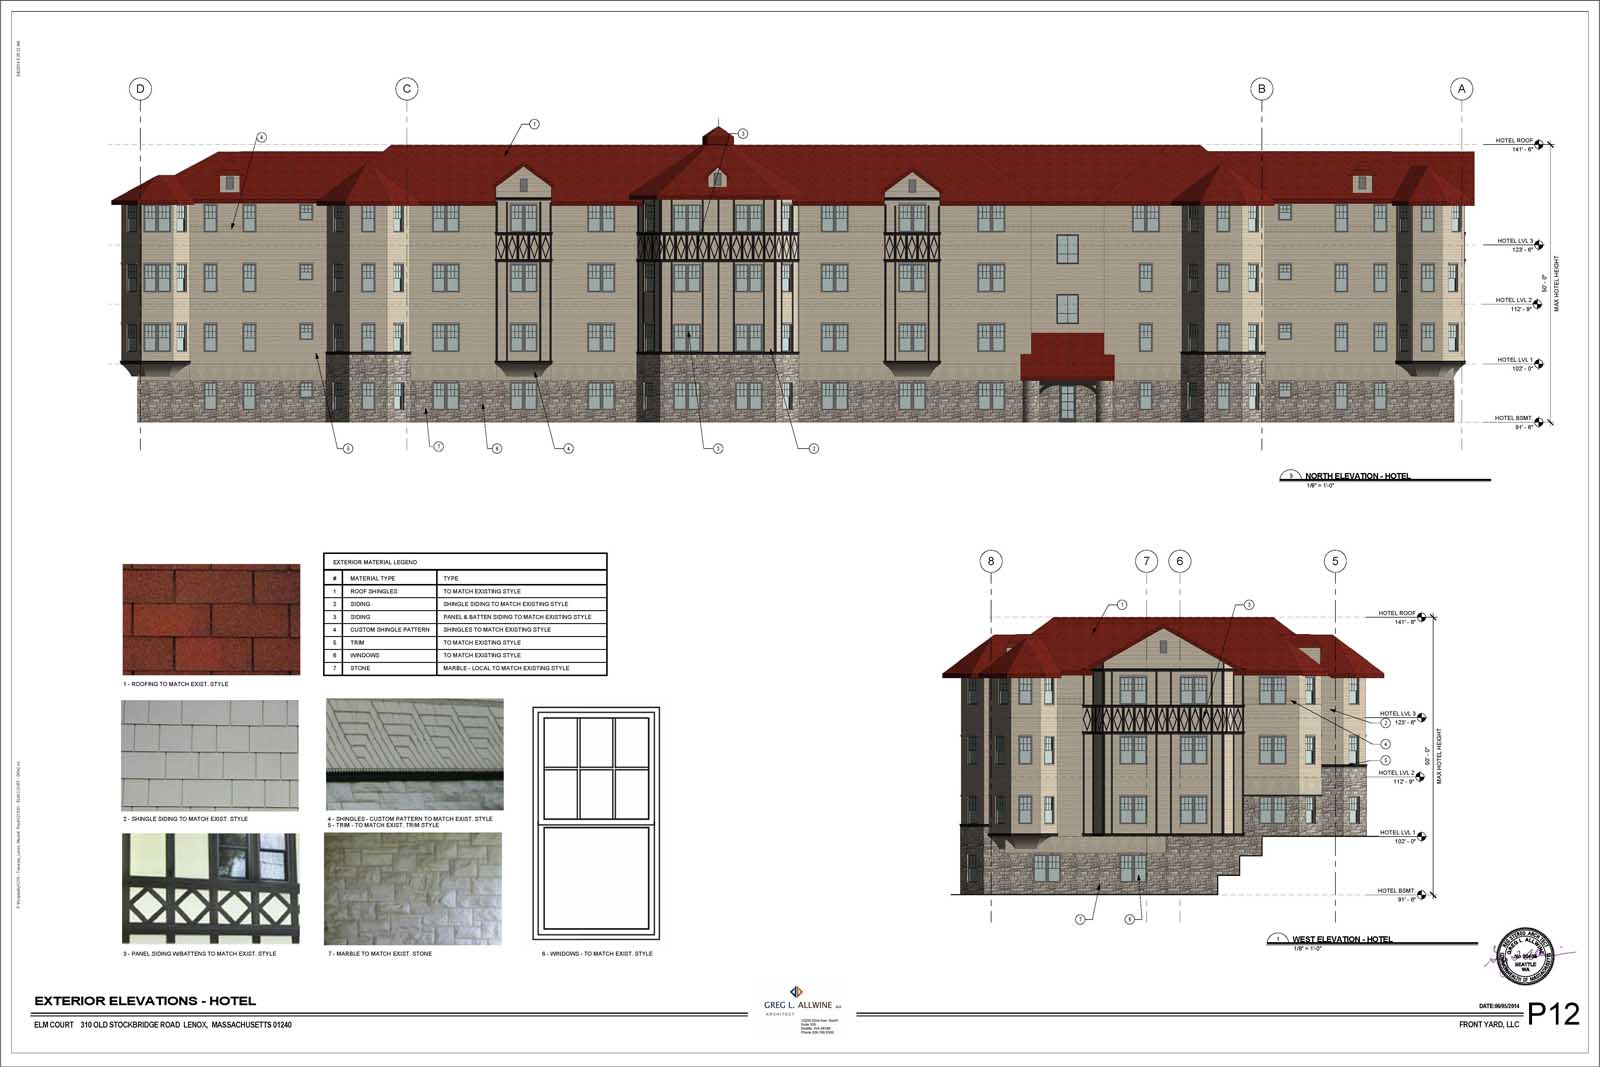 D
C
B
A
4
1
3
HOTEL ROOF
141' - 6"
HOTEL LVL 3
123' - 6"
HOTEL LVL 2
112' - 9"
HOTEL LVL 1
102' - 0"
HOTEL BSMT.
91' - 6"
50' - 0"
MAX HOTEL HEIGHT
5
7
6
4
3
2
3
NORTH ELEVATION - HOTEL
1/8" = 1'-0"
EXTERIOR MATERIAL LEGEND
# MATERIAL TYPE TYPE
1 ROOF SHINGLES TO MATCH EXISTING STYLE
2 SIDING SHINGLE SIDING TO MATCH EXISTING STYLE
3 SIDING PANEL & BATTEN SIDING TO MATCH EXISTING STYLE
4 CUSTOM SHINGLE PATTERN SHINGLES TO MATCH EXISTING STYLE
5 TRIM TO MATCH EXISTING STYLE
6 WINDOWS TO MATCH EXISTING STYLE
7 STONE MARBLE - LOCAL TO MATCH EXISTING STYLE
1 - ROOFING TO MATCH EXIST. STYLE
2 - SHINGLE SIDING TO MATCH EXIST. STYLE
4 - SHINGLES - CUSTOM PATTERN TO MATCH EXIST. STYLE
5 - TRIM - TO MATCH EXIST. TRIM STYLE
3 - PANEL SIDING W/BATTENS TO MATCH EXIST. STYLE
7 - MARBLE TO MATCH EXIST. STONE
6 - WINDOWS - TO MATCH EXIST. STYLE
8
7
6
5
1
3
HOTEL ROOF
141' - 6"
HOTEL LVL 3
123' - 6"
2
4
5
HOTEL LVL 2
112' - 9"
HOTEL LVL 1
102' - 0"
HOTEL BSMT.
91' - 6"
50' - 0"
MAX HOTEL HEIGHT
7
6
1
WEST ELEVATION - HOTEL
1/8" = 1'-0"
REGISTERED ARCHITECT
GREG L. ALLWINE
SEATTLE
WA
COMMONWEALTH OF MASSACHUSETTS
EXTERIOR ELEVATIONS - HOTEL
ELM COURT 310 OLD STOCKBRIDGE ROAD LENOX, MASSACHUSETTS 01240
GREG L. ALLWINE
ARCHITECT
DATE:06/05/2014
FRONT YARD, LLC
P12